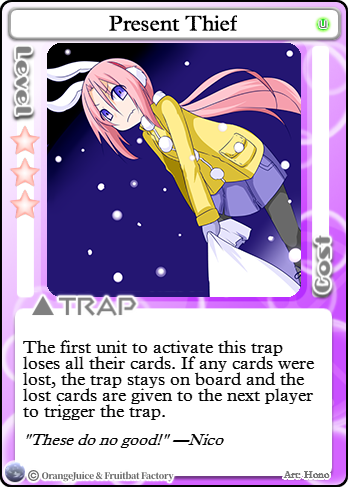 Present Thief
U
Level
Cost
TRAP
The first unit to activate this trap
loses all their cards. If any cards were
lost, the trap stays on board and the
lost cards are given to the next player
to trigger the trap.
"These do no good!" —Nico
© OrangeJuice & Fruitbat Factory
Art: Hono